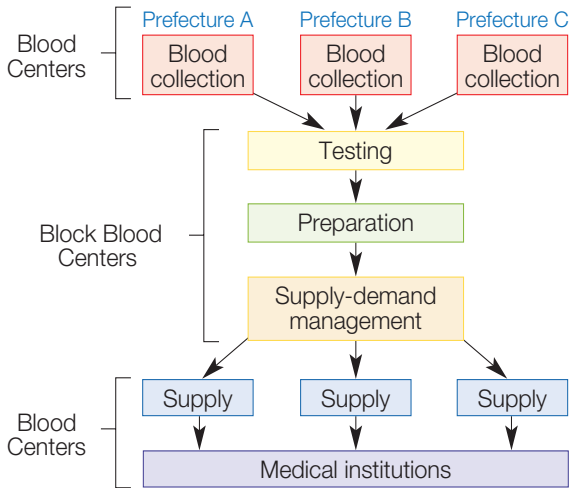 Prefecture A
Prefecture B
Prefecture C
Blood
Centers
Blood
collection
Blood
collection
Blood
collection
Testing
Block Blood
Centers
Preparation
Supply-demand
management
Blood
Centers
Supply
Supply
Supply
Medical institutions